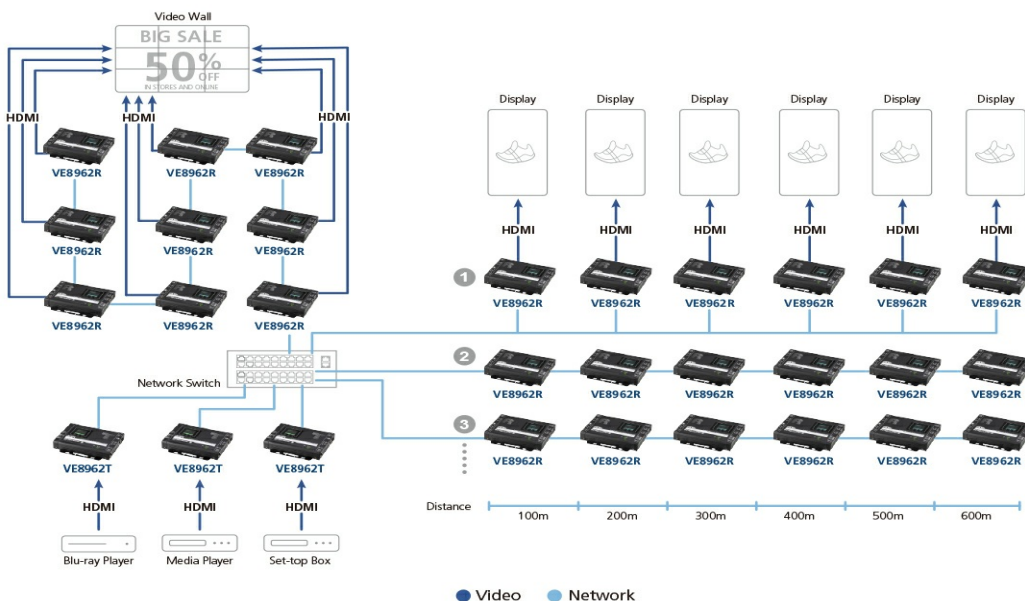 Video Wall
BIG SALE
50% OFF
IN STORES AND ONLINE
HDMI
HDMI
HDMI
VE8962R
VE8962R
VE8962R
VE8962R
VE8962R
VE8962R
VE8962R
VE8962R
VE8962R
Network Switch
VE8962T
VE8962T
VE8962T
HDMI
HDMI
HDMI
Blu-ray Player
Media Player
Set-top Box
Display
Display
Display
Display
Display
Display
HDMI
HDMI
HDMI
HDMI
HDMI
HDMI
1
VE8962R
VE8962R
VE8962R
VE8962R
VE8962R
VE8962R
2
VE8962R
VE8962R
VE8962R
VE8962R
VE8962R
VE8962R
3
VE8962R
VE8962R
VE8962R
VE8962R
VE8962R
VE8962R
Distance
100m
200m
300m
400m
500m
600m
Video
Network